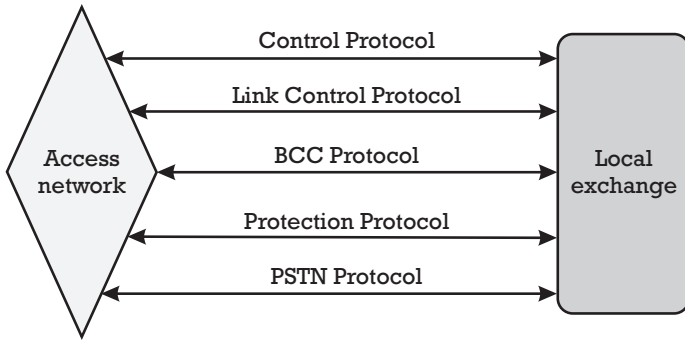 Control Protocol
Link Control Protocol
BCC Protocol
Access
network
Local
exchange
Protection Protocol
PSTN Protocol